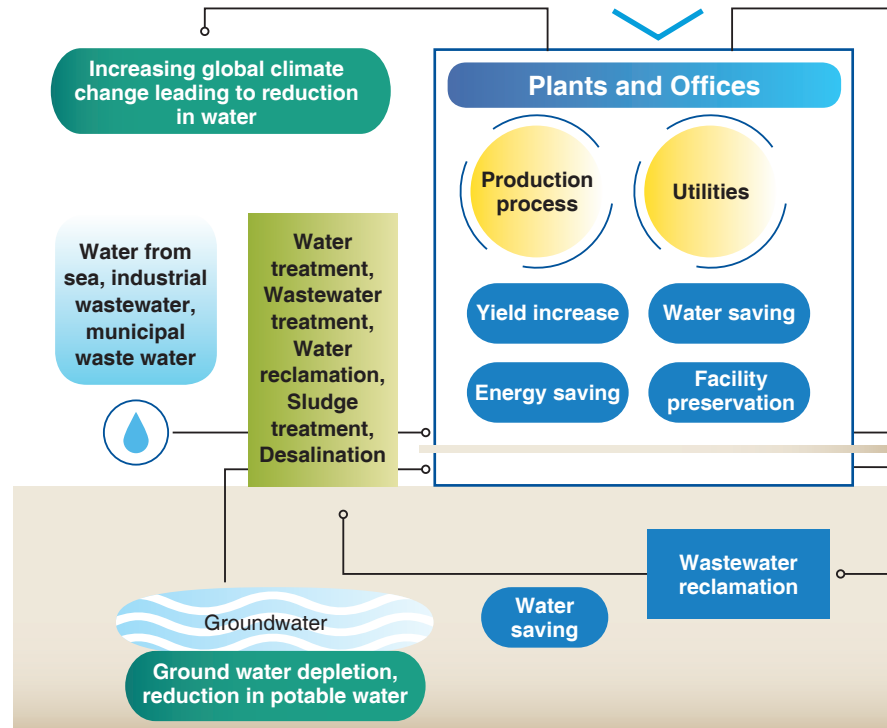 Increasing global climate
change leading to reduction
in water
Plants and Offices
Production
process
Utilities
Yield increase
Water saving
Energy saving
Facility
preservation
Water from
sea, industrial
wastewater,
municipal
waste water
Water
treatment,
Wastewater
treatment,
Water
reclamation,
Sludge
treatment,
Desalination
Wastewater
reclamation
Water
saving
Groundwater
Ground water depletion,
reduction in potable water